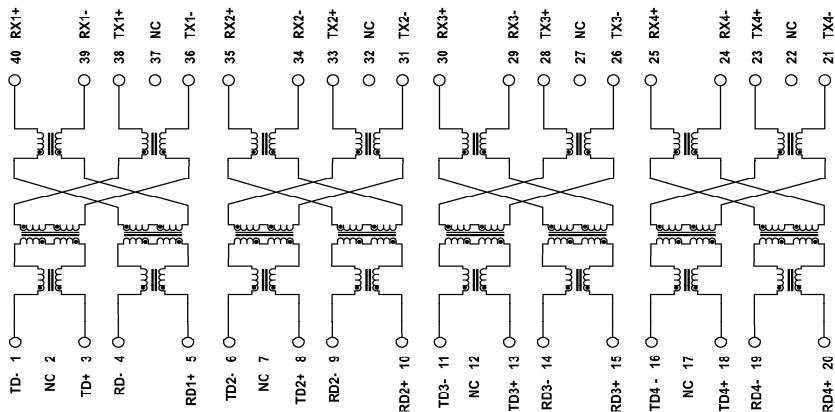 40 RX1+
39 RX1-
38 TX1+
37 NC
36 TX1-
35 RX2+
34 RX2-
33 TX2+
32 NC
31 TX2-
30 RX3+
29 RX3-
28 TX3+
27 NC
26 TX3-
25 RX4+
24 RX4-
23 TX4+
22 NC
21 TX4-
TD- 1
NC 2
TD+ 3
RD- 4
RD1+ 5
TD2- 6
NC 7
TD2+ 8
RD2- 9
RD2+ 10
TD3- 11
NC 12
TD3+ 13
RD3- 14
RD3+ 15
TD4 - 16
NC 17
TD4+ 18
RD4- 19
RD4+ 20